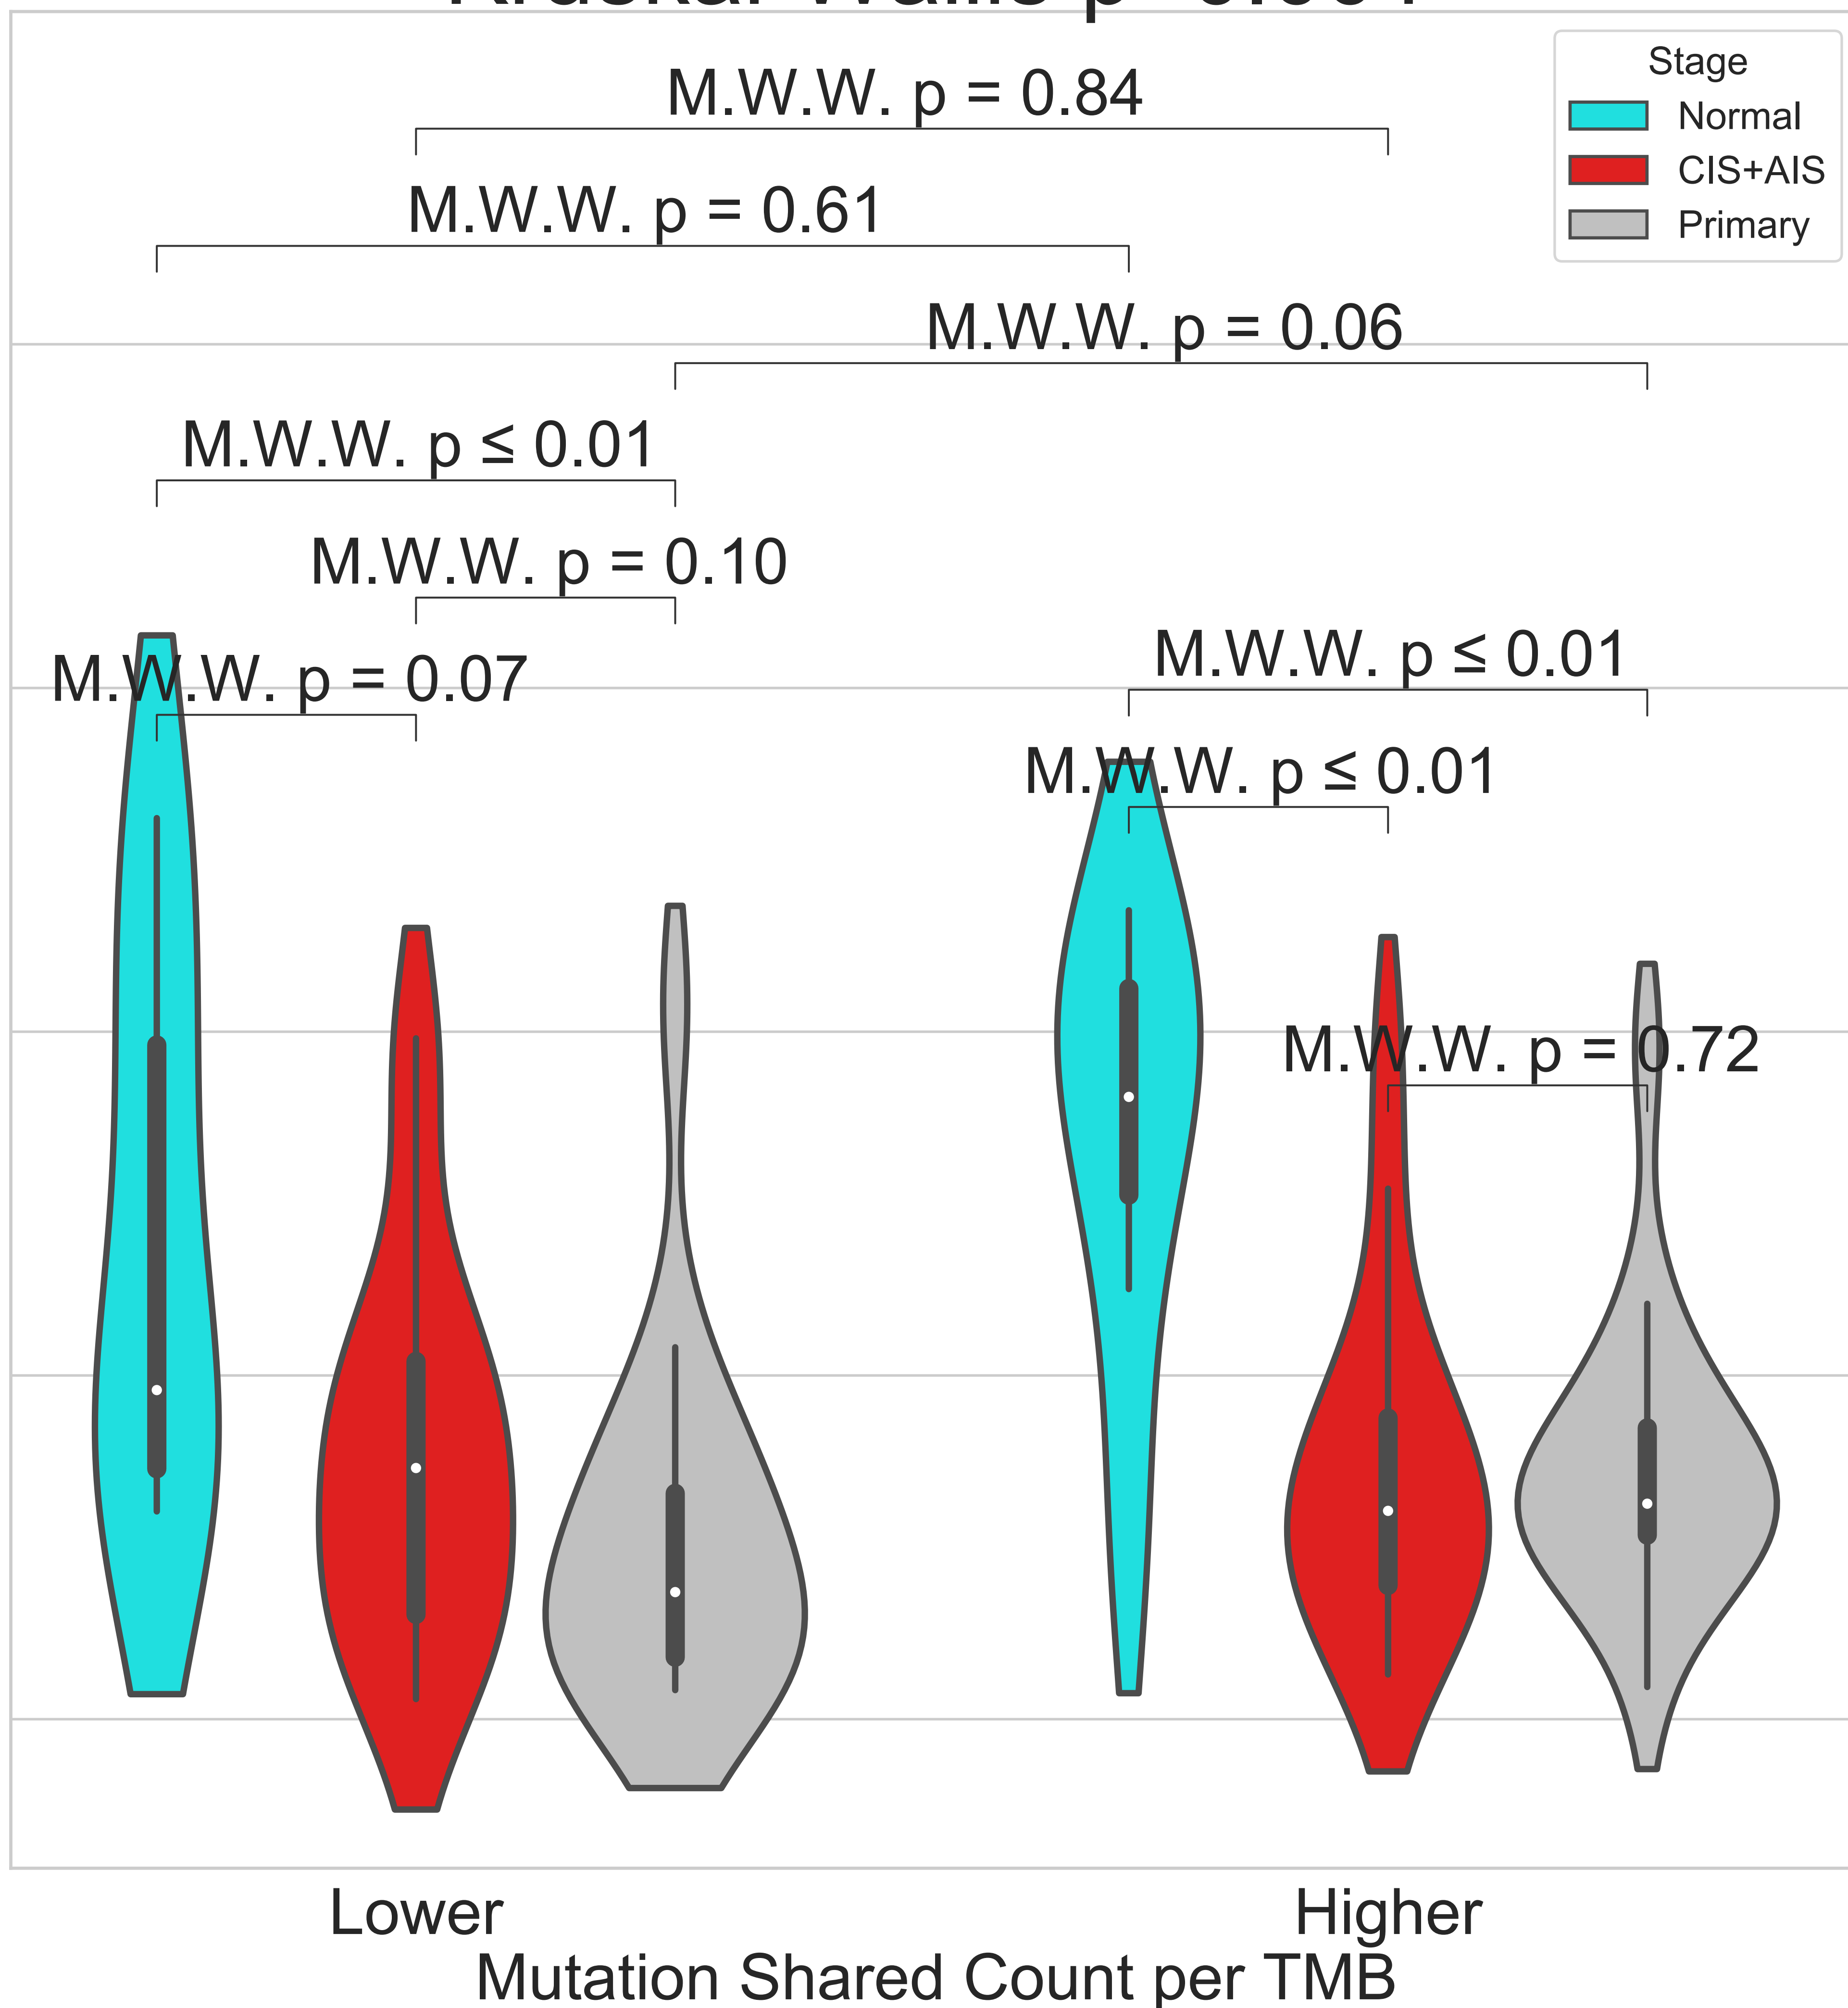 Stage
Normal
CIS+AIS
Primary
M.W.W. p = 0.84
M.W.W. p = 0.61
M.W.W. p = 0.06
M.W.W. p ≤ 0.01
M.W.W. p = 0.10
M.W.W. p = 0.07
M.W.W. p ≤ 0.01
M.W.W. p ≤ 0.01
M.W.W. p = 0.72
Lower
Higher
Mutation Shared Count per TMB